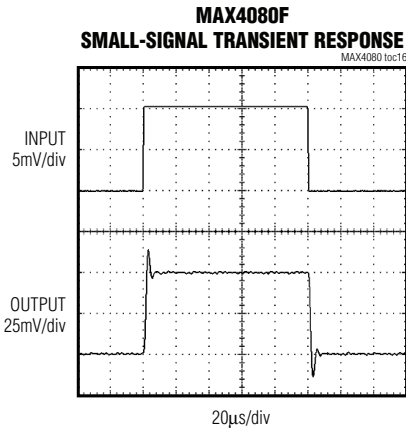 MAX4080F
SMALL-SIGNAL TRANSIENT RESPONSE
MAX4080 toc16
INPUT
5mV/div
OUTPUT
25mV/div
20μs/div